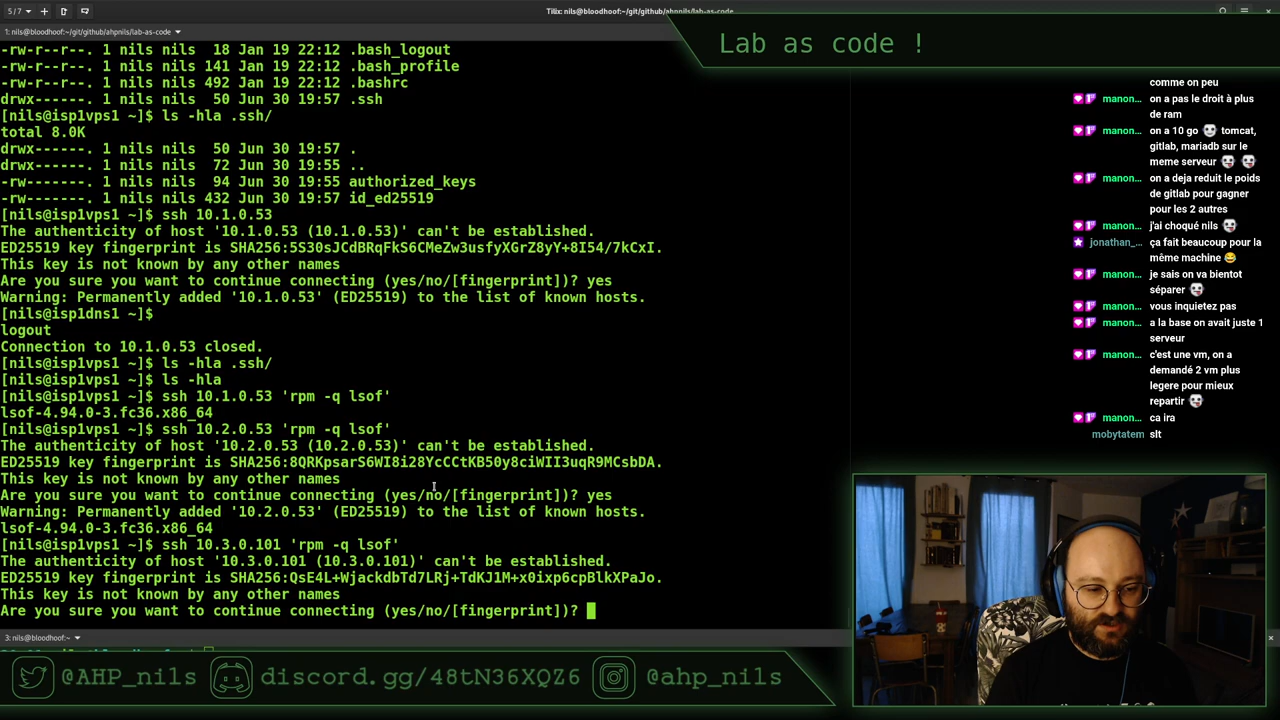 5/7
Tilix: nils@bloodhoof:~/git/github/ahpnils/lab-as-code
1: nils@bloodhoof:~/git/github/ahpnils/lab-as-code
-rw-r--r--. 1 nils nils  18 Jan 19 22:12 .bash_logout
-rw-r--r--. 1 nils nils 141 Jan 19 22:12 .bash_profile
-rw-r--r--. 1 nils nils 492 Jan 19 22:12 .bashrc
drwx------. 1 nils nils  50 Jun 30 19:57 .ssh
[nils@isp1vps1 ~]$ ls -hla .ssh/
total 8.0K
drwx------. 1 nils nils  50 Jun 30 19:57 .
drwx------. 1 nils nils  72 Jun 30 19:55 ..
-rw-------. 1 nils nils  94 Jun 30 19:55 authorized_keys
-rw-------. 1 nils nils 432 Jun 30 19:57 id_ed25519
[nils@isp1vps1 ~]$ ssh 10.1.0.53
The authenticity of host '10.1.0.53 (10.1.0.53)' can't be established.
ED25519 key fingerprint is SHA256:5S30sJCdBRqFkS6CMeZw3usfyXGrZ8yY+8I54/7kCxI.
This key is not known by any other names
Are you sure you want to continue connecting (yes/no/[fingerprint])? yes
Warning: Permanently added '10.1.0.53' (ED25519) to the list of known hosts.
[nils@isp1dns1 ~]$
logout
Connection to 10.1.0.53 closed.
[nils@isp1vps1 ~]$ ls -hla .ssh/
[nils@isp1vps1 ~]$ ls -hla
[nils@isp1vps1 ~]$ ssh 10.1.0.53 'rpm -q lsof'
lsof-4.94.0-3.fc36.x86_64
[nils@isp1vps1 ~]$ ssh 10.2.0.53 'rpm -q lsof'
The authenticity of host '10.2.0.53 (10.2.0.53)' can't be established.
ED25519 key fingerprint is SHA256:8QRKpsarS6WI8i28YcCCtKB50y8ciWII3uqR9MCsbDA.
This key is not known by any other names
Are you sure you want to continue connecting (yes/no/[fingerprint])? yes
Warning: Permanently added '10.2.0.53' (ED25519) to the list of known hosts.
lsof-4.94.0-3.fc36.x86_64
[nils@isp1vps1 ~]$ ssh 10.3.0.101 'rpm -q lsof'
The authenticity of host '10.3.0.101 (10.3.0.101)' can't be established.
ED25519 key fingerprint is SHA256:QsE4L+WjackdbTd7LRj+TdKJ1M+x0ixp6cpBlkXPaJo.
This key is not known by any other names
Are you sure you want to continue connecting (yes/no/[fingerprint])?
3: nils@bloodhoof:~
Lab as code !
comme on peu
manon... on a pas le droit à plus
de ram
manon... on a 10 go tomcat,
gitlab, mariadb sur le
meme serveur
manon... on a deja reduit le poids
de gitlab pour gagner
pour les 2 autres
manon... j'ai choqué nils
jonathan_... ça fait beaucoup pour la
même machine
manon... je sais on va bientot
séparer
manon... vous inquietez pas
manon... a la base on avait juste 1
serveur
manon... c'est une vm, on a
demandé 2 vm plus
legere pour mieux
repartir
manon... ca ira
mobytatem slt
@AHP_nils
discord.gg/48tN36XQZ6
@ahp_nils